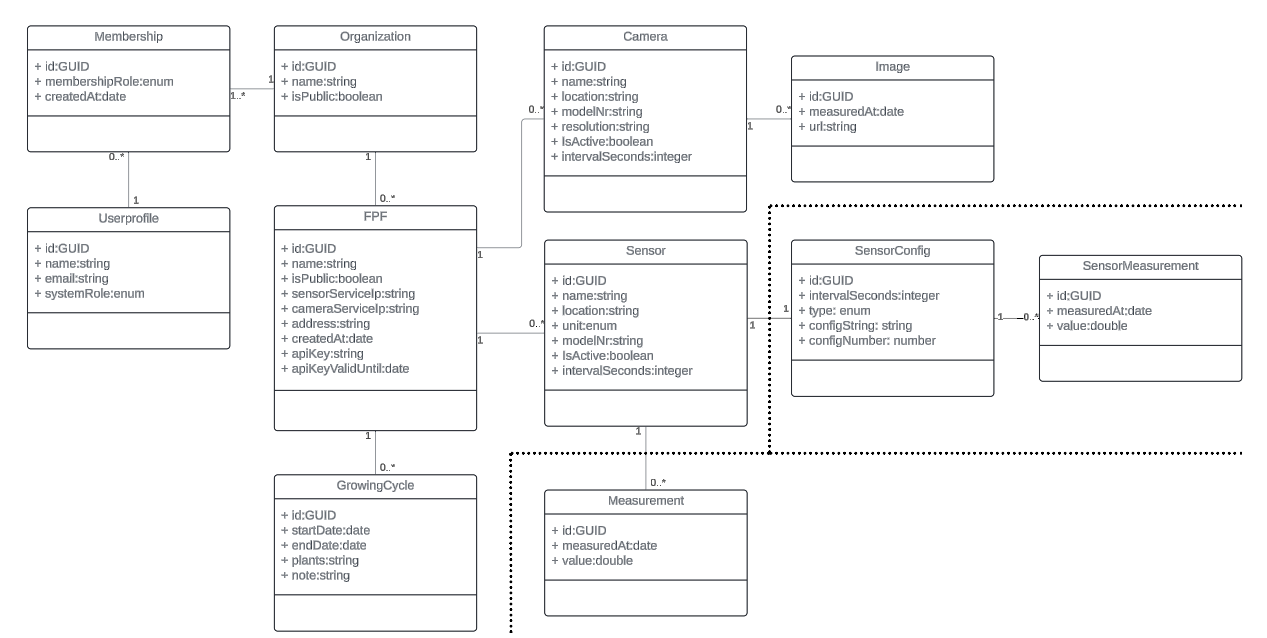 Membership
+ id:GUID
+ membershipRole:enum
+ createdAt:date
1..*
1
0..*
1
Organization
+ id:GUID
+ name:string
+ isPublic:boolean
1
0..*
Camera
+ id:GUID
+ name:string
+ location:string
+ modelNr:string
+ resolution:string
+ IsActive:boolean
+ intervalSeconds:integer
0..*
1
0..*
Image
+ id:GUID
+ measuredAt:date
+ url:string
Userprofile
+ id:GUID
+ name:string
+ email:string
+ systemRole:enum
FPF
+ id:GUID
+ name:string
+ isPublic:boolean
+ sensorServiceIp:string
+ cameraServiceIp:string
+ address:string
+ createdAt:date
+ apiKey:string
+ apiKeyValidUntil:date
1
1
0..*
1
0..*
Sensor
+ id:GUID
+ name:string
+ location:string
+ unit:enum
+ modelNr:string
+ IsActive:boolean
+ intervalSeconds:integer
1
1
1
0..*
SensorConfig
+ id:GUID
+ intervalSeconds:integer
+ type: enum
+ configString: string
+ configNumber: number
1
0..*
SensorMeasurement
+ id:GUID
+ measuredAt:date
+ value:double
GrowingCycle
+ id:GUID
+ startDate:date
+ endDate:date
+ plants:string
+ note:string
Measurement
+ id:GUID
+ measuredAt:date
+ value:double